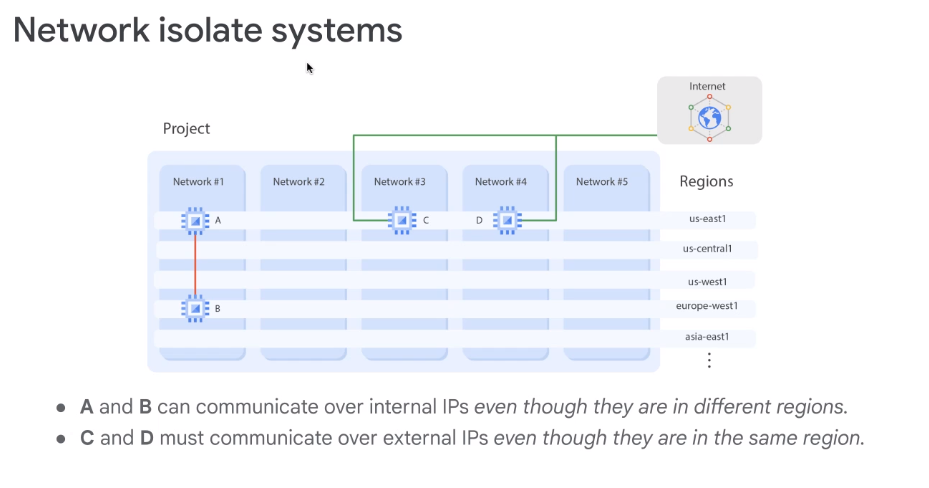 Network isolate systems
Internet
Project
Network #1
Network #2
Network #3
Network #4
Network #5
Regions
A
C
D
us-east1
us-central1
us-west1
B
europe-west1
asia-east1
● A and B can communicate over internal IPs even though they are in different regions.
● C and D must communicate over external IPs even though they are in the same region.